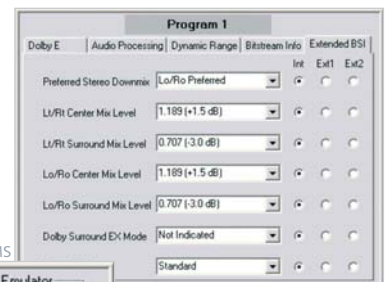 Program 1
Dolby E Audio Processing Dynamic Range Bitstream Info Extended BSI
Int Ext1 Ext2
Preferred Stereo Downmix Lo/Ro Preferred
Lt/Rt Center Mix Level 1.189 (+1.5 dB)
Lt/Rt Surround Mix Level 0.707 (-3.0 dB)
Lo/Ro Center Mix Level 1.189 (+1.5 dB)
Lo/Ro Surround Mix Level 0.707 (-3.0 dB)
Dolby Surround EX Mode Not Indicated
Standard